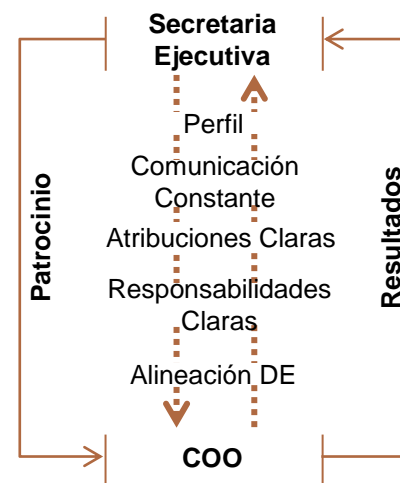 Secretaria
Ejecutiva
Perfil
Comunicación
Constante
Atribuciones Claras
Responsabilidades
Claras
Alineación DE
COO
Patrocinio
Resultados